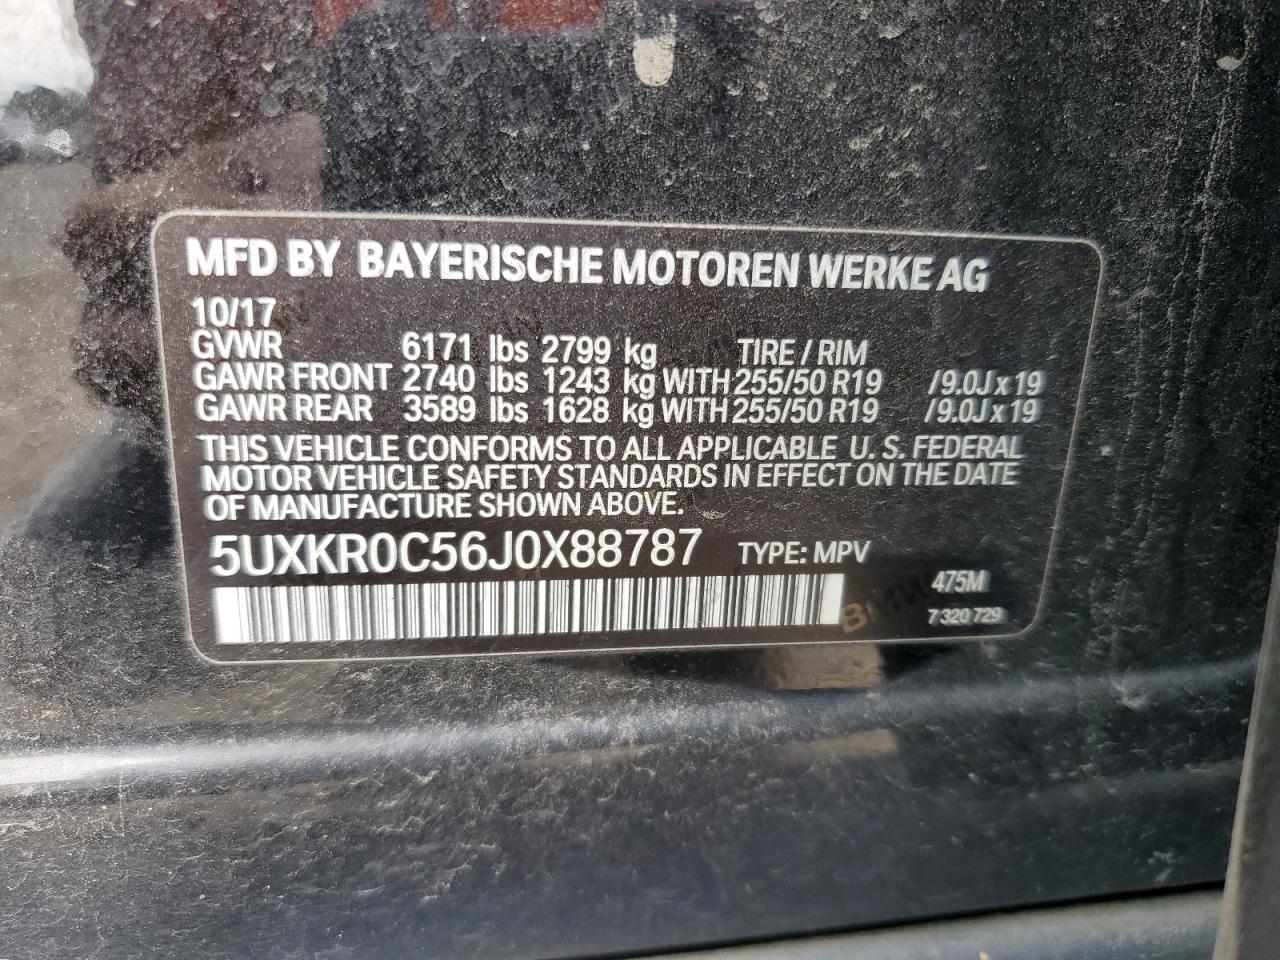 MFD BY BAYERISCHE MOTOREN WERKE AG
10/17
GVWR 6171 lbs 2799 kg TIRE / RIM
GAWR FRONT 2740 lbs 1243 kg WITH 255/50 R19 /9.0J x 19
GAWR REAR 3589 lbs 1628 kg WITH 255/50 R19 /9.0J x 19
THIS VEHICLE CONFORMS TO ALL APPLICABLE U. S. FEDERAL
MOTOR VEHICLE SAFETY STANDARDS IN EFFECT ON THE DATE
OF MANUFACTURE SHOWN ABOVE.
5UXKR0C56J0X88787 TYPE: MPV
475M
BMW
7 320 729